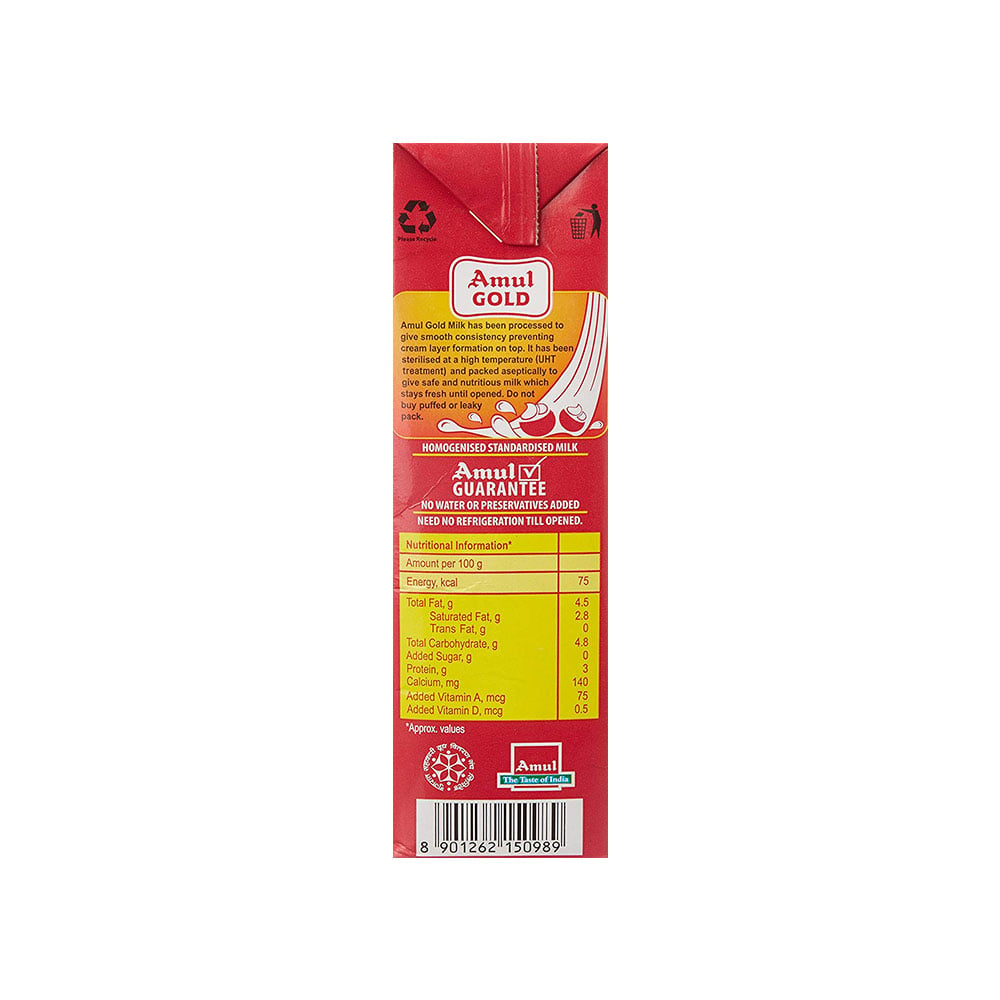 Please Recycle
Amul
GOLD
Amul Gold Milk has been processed to
give smooth consistency preventing
cream layer formation on top. It has been
sterilised at a high temperature (UHT
treatment) and packed aseptically to
give safe and nutritious milk which
stays fresh until opened. Do not
buy puffed or leaky
pack.
HOMOGENISED STANDARDISED MILK
Amul
GUARANTEE
NO WATER OR PRESERVATIVES ADDED
NEED NO REFRIGERATION TILL OPENED.
Nutritional Information*
Amount per 100 g
Energy, kcal 75
Total Fat, g 4.5
Saturated Fat, g 2.8
Trans Fat, g 0
Total Carbohydrate, g 4.8
Added Sugar, g 0
Protein, g 3
Calcium, mg 140
Added Vitamin A, mcg 75
Added Vitamin D, mcg 0.5
*Approx. values
Amul
The Taste of India
8 901262 150989